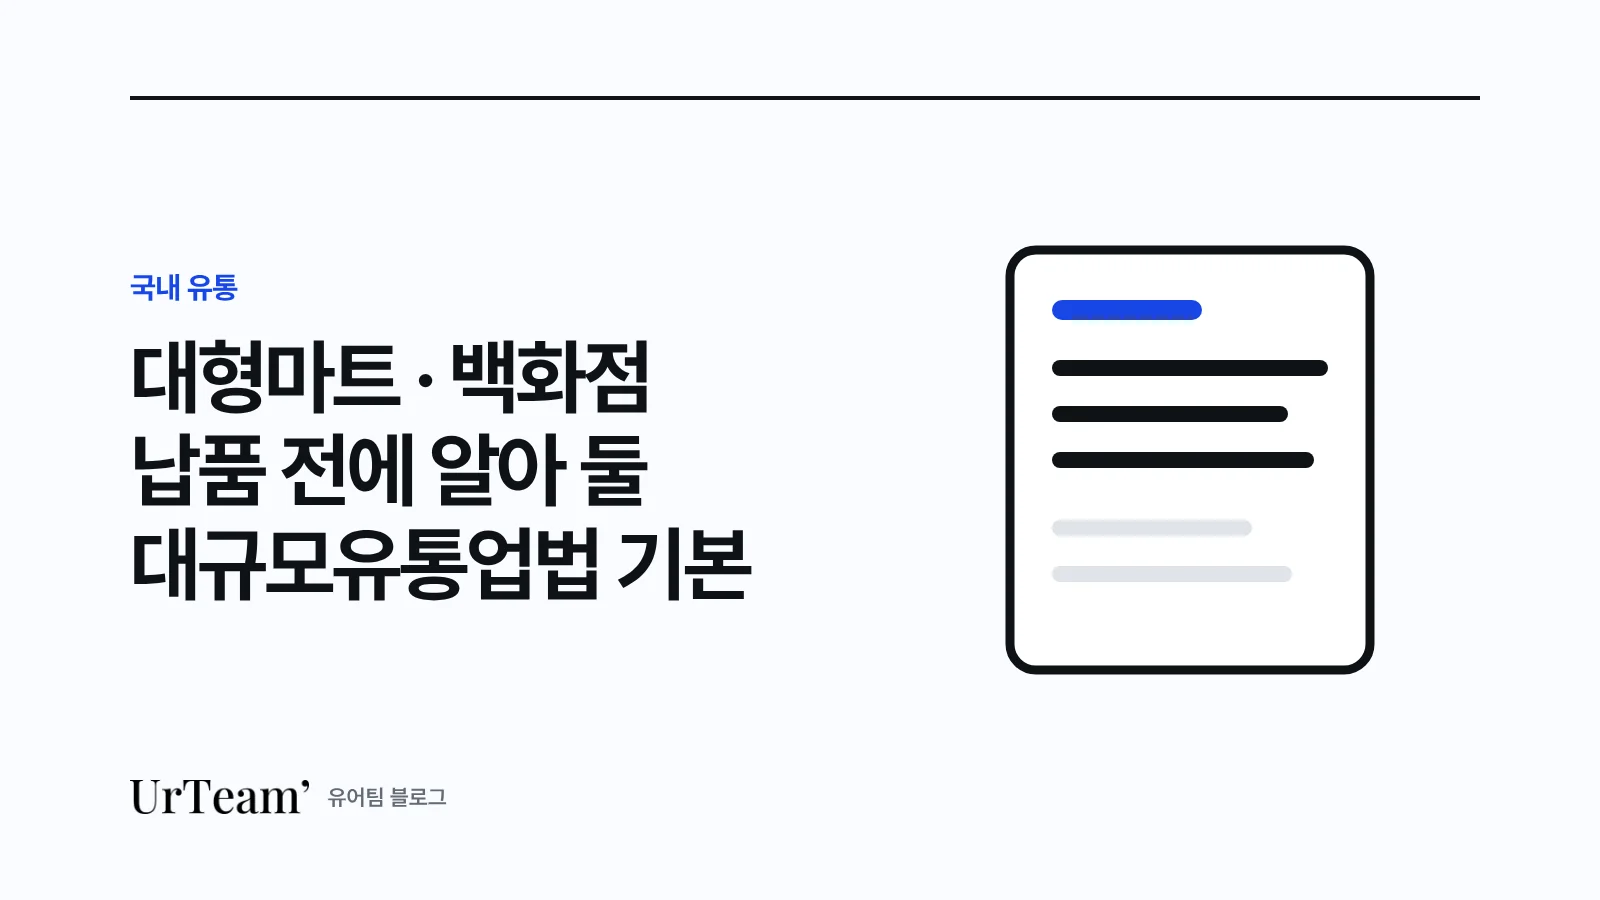 국내 유통
대형마트 · 백화점
납품 전에 알아 둘
대규모유통업법 기본
UrTeam’ 유어팀 블로그